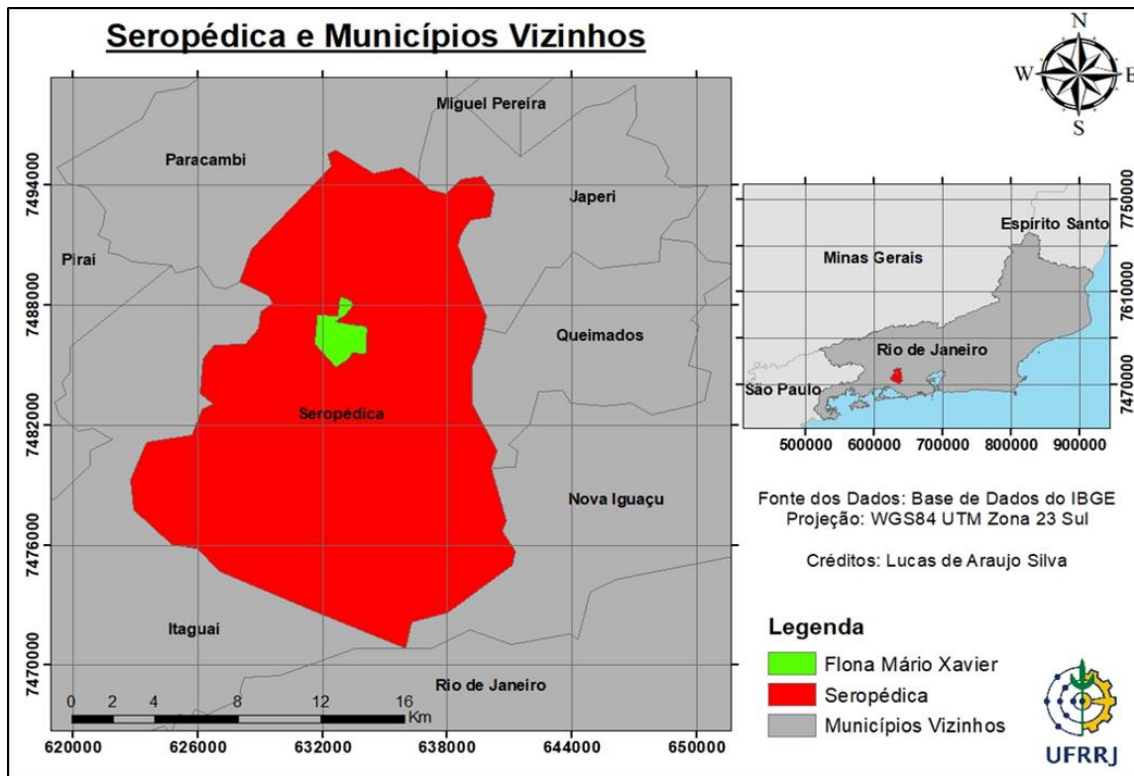 Seropédica e Municípios Vizinhos
N
W E
S
Miguel Pereira
Paracambi
Japeri
Piraí
Queimados
Seropédica
Nova Iguaçu
Itaguaí
Rio de Janeiro
7494000
7488000
7482000
7476000
7470000
0 2 4 8 12 16
Km
620000 626000 632000 638000 644000 650000
Espírito Santo
Minas Gerais
Rio de Janeiro
São Paulo
7750000
7610000
7470000
500000 600000 700000 800000 900000
Fonte dos Dados: Base de Dados do IBGE
Projeção: WGS84 UTM Zona 23 Sul
Créditos: Lucas de Araujo Silva
Legenda
Flona Mário Xavier
Seropédica
Municípios Vizinhos
UFRRJ